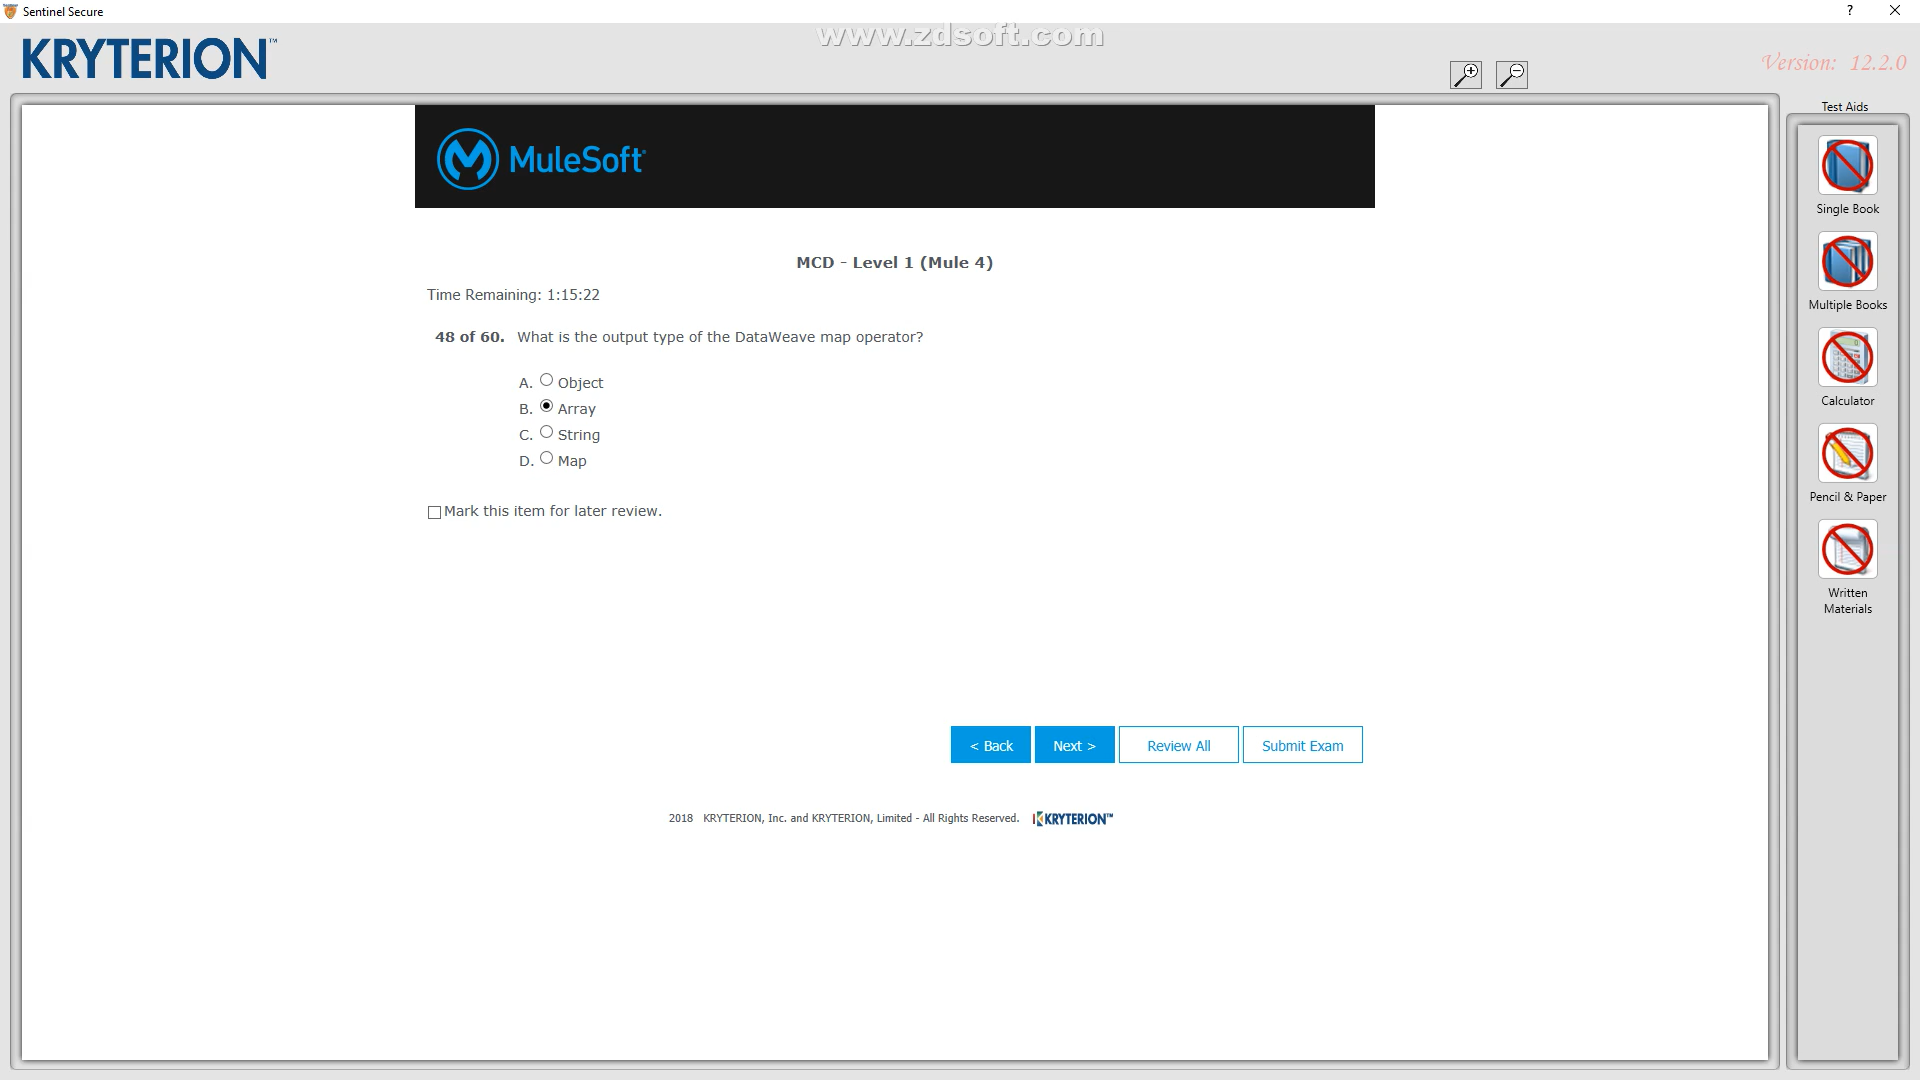 Sentinel Secure
?
www.zdsoft.com
KRYTERION™
Version: 12.2.0
Test Aids
MuleSoft
Single Book
MCD - Level 1 (Mule 4)
Time Remaining: 1:15:22
Multiple Books
48 of 60. What is the output type of the DataWeave map operator?
A. Object
B. Array
C. String
D. Map
Calculator
Mark this item for later review.
Pencil & Paper
Written
Materials
< Back
Next >
Review All
Submit Exam
2018 KRYTERION, Inc. and KRYTERION, Limited - All Rights Reserved. KRYTERION™